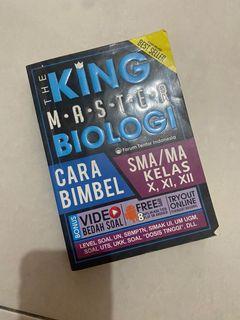 BEST SELLER
THE
KING
MASTER
BIOLOGI
Forum Tentor Indonesia
CARA
BIMBEL
SMA/MA
KELAS
X, XI, XII
BONUS
VIDEO
BEDAH SOAL
FREE
8
TRYOUT
ONLINE
LEVEL SOAL UN, SBMPTN, SIMAK UI, UM UGM,
SOAL UTS, UKK, SOAL "DOSIS TINGGI", DLL.